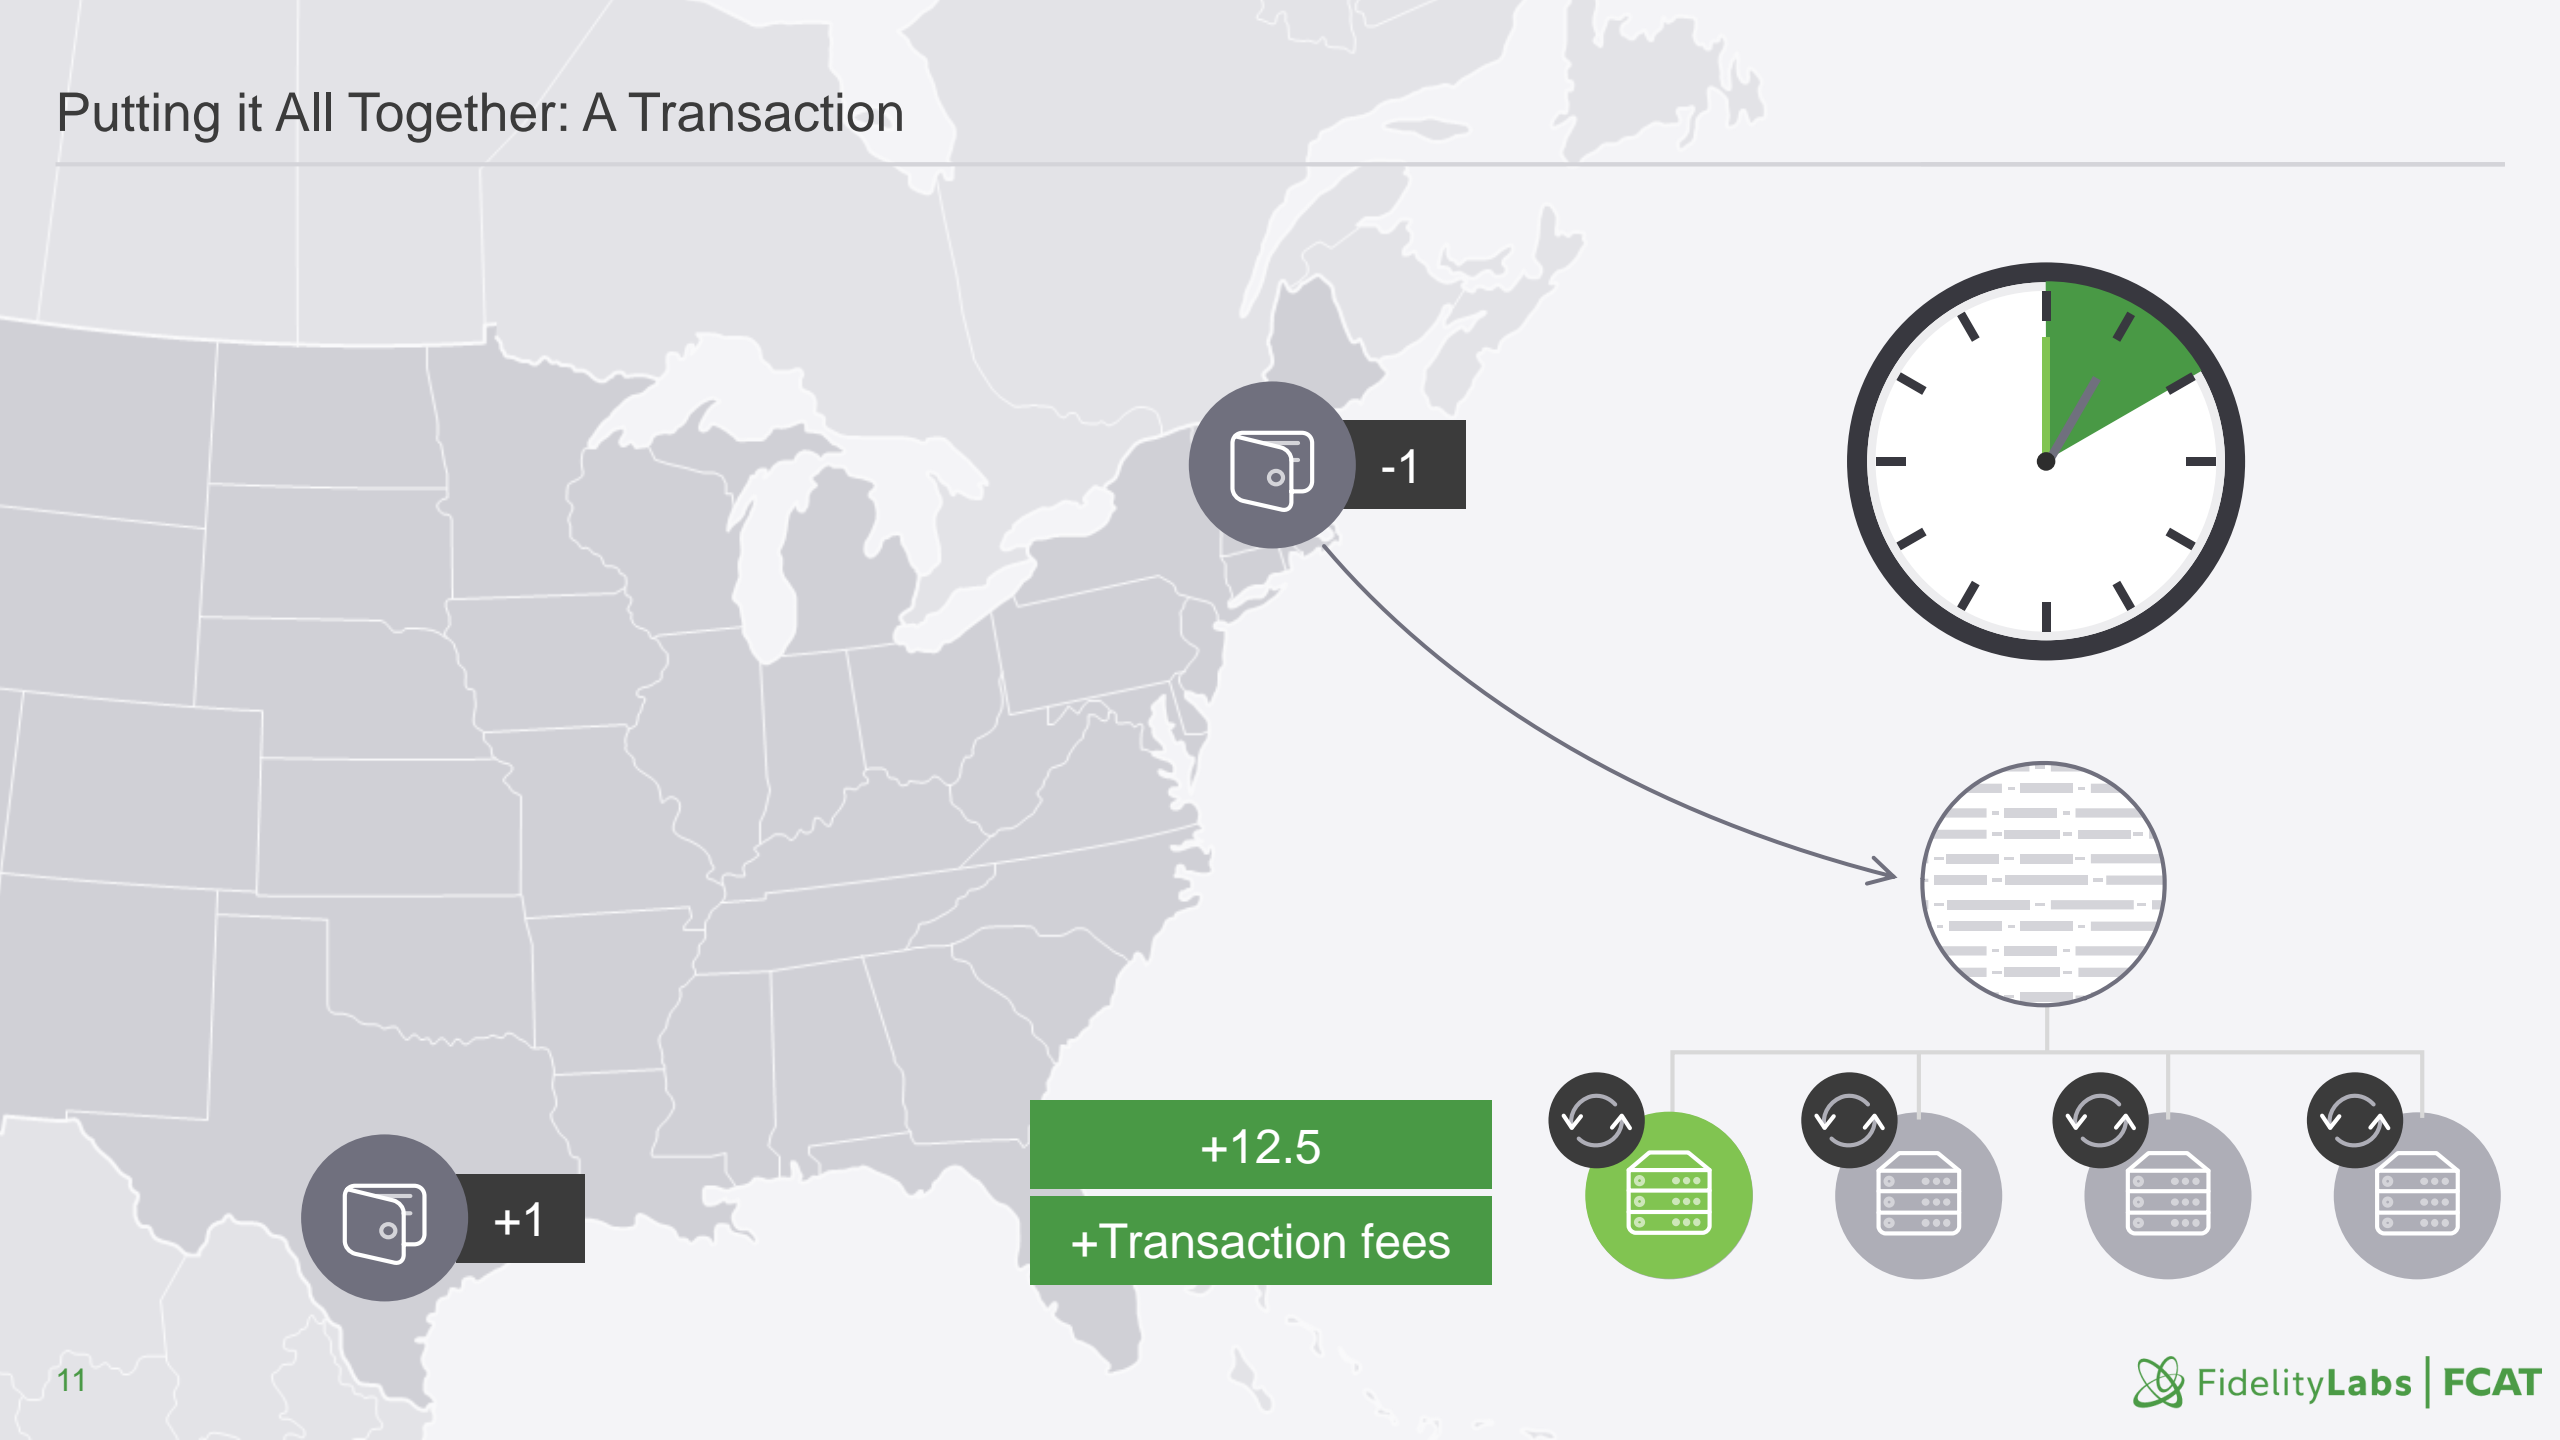 Putting it All Together: A Transaction
-1
+12.5
+1
+Transaction fees
11
FidelityLabs | FCAT